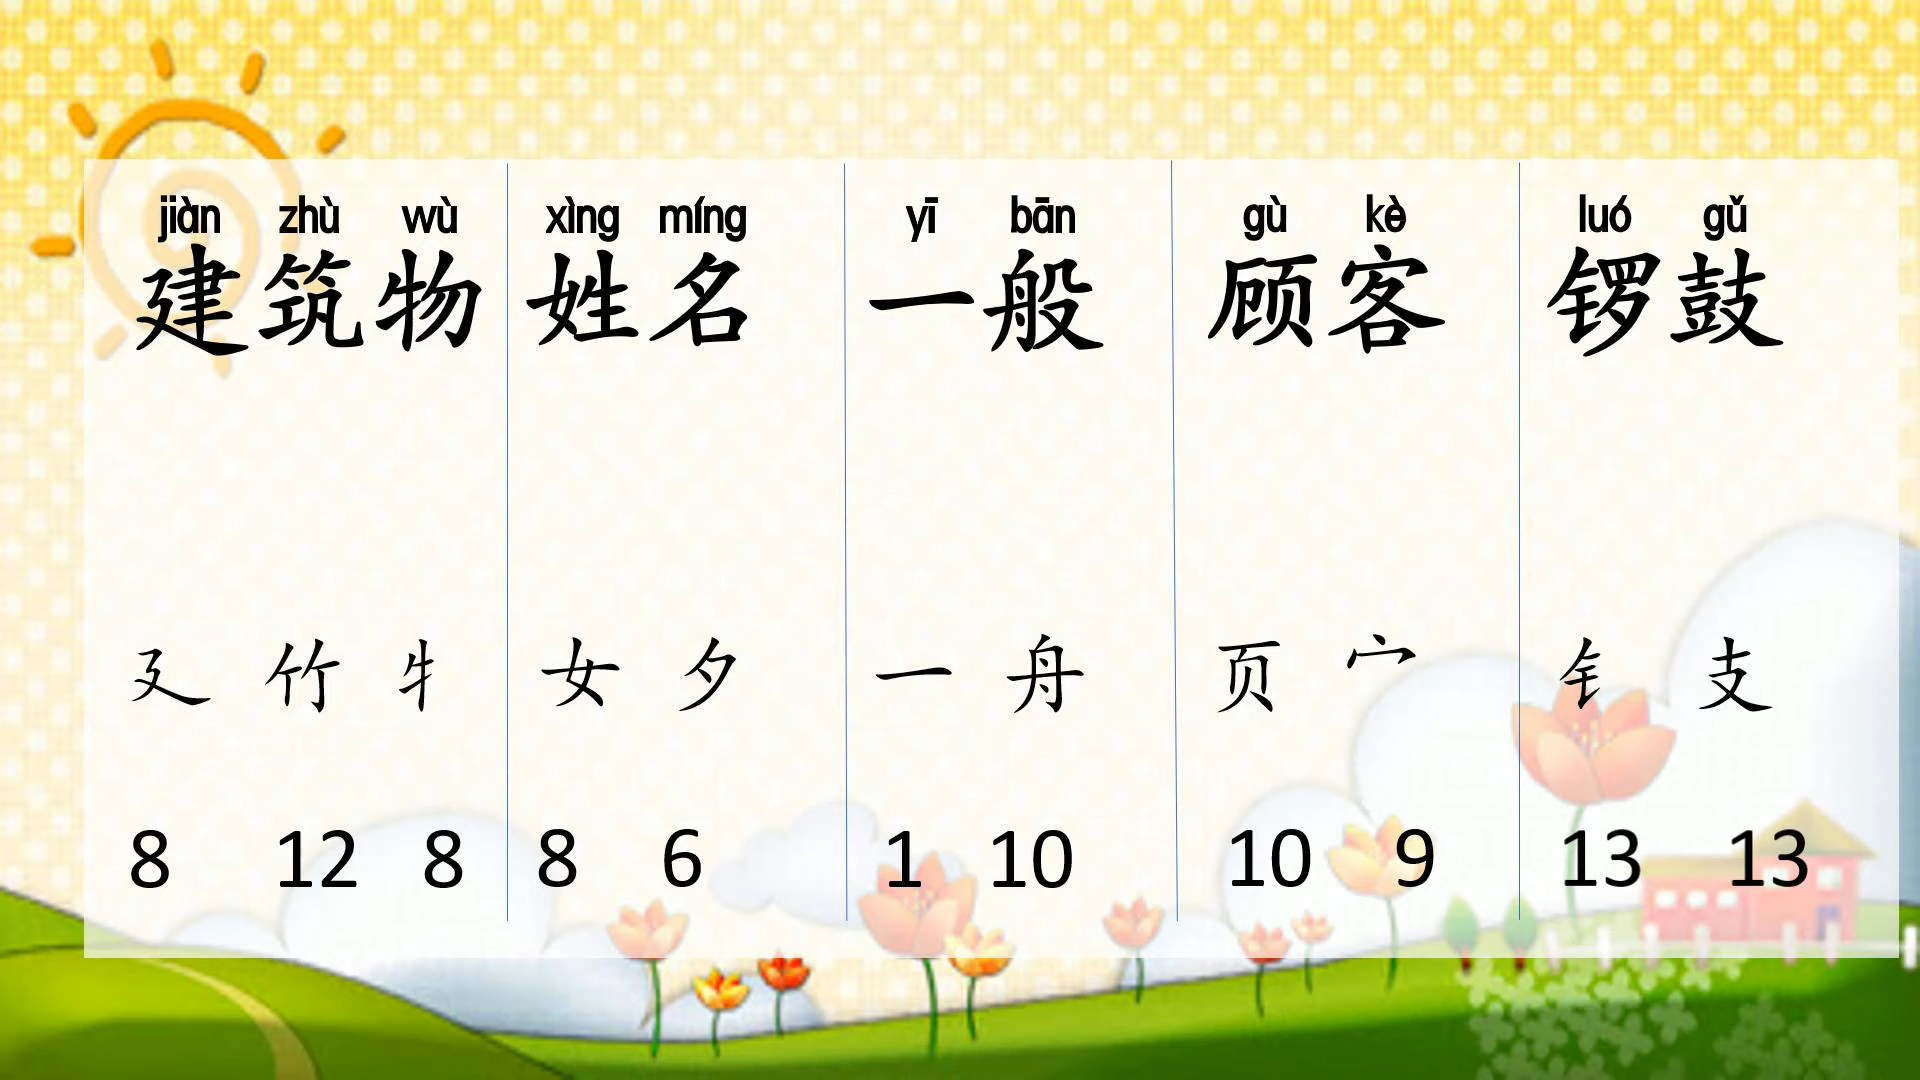 jiàn zhù wù xìng míng yī bān gù kè luó gǔ
建筑物 姓名 一般 顾客 锣鼓
廴 竹 牜 女 夕 一 舟 页 宀 钅 支
8 12 8 8 6 1 10 10 9 13 13